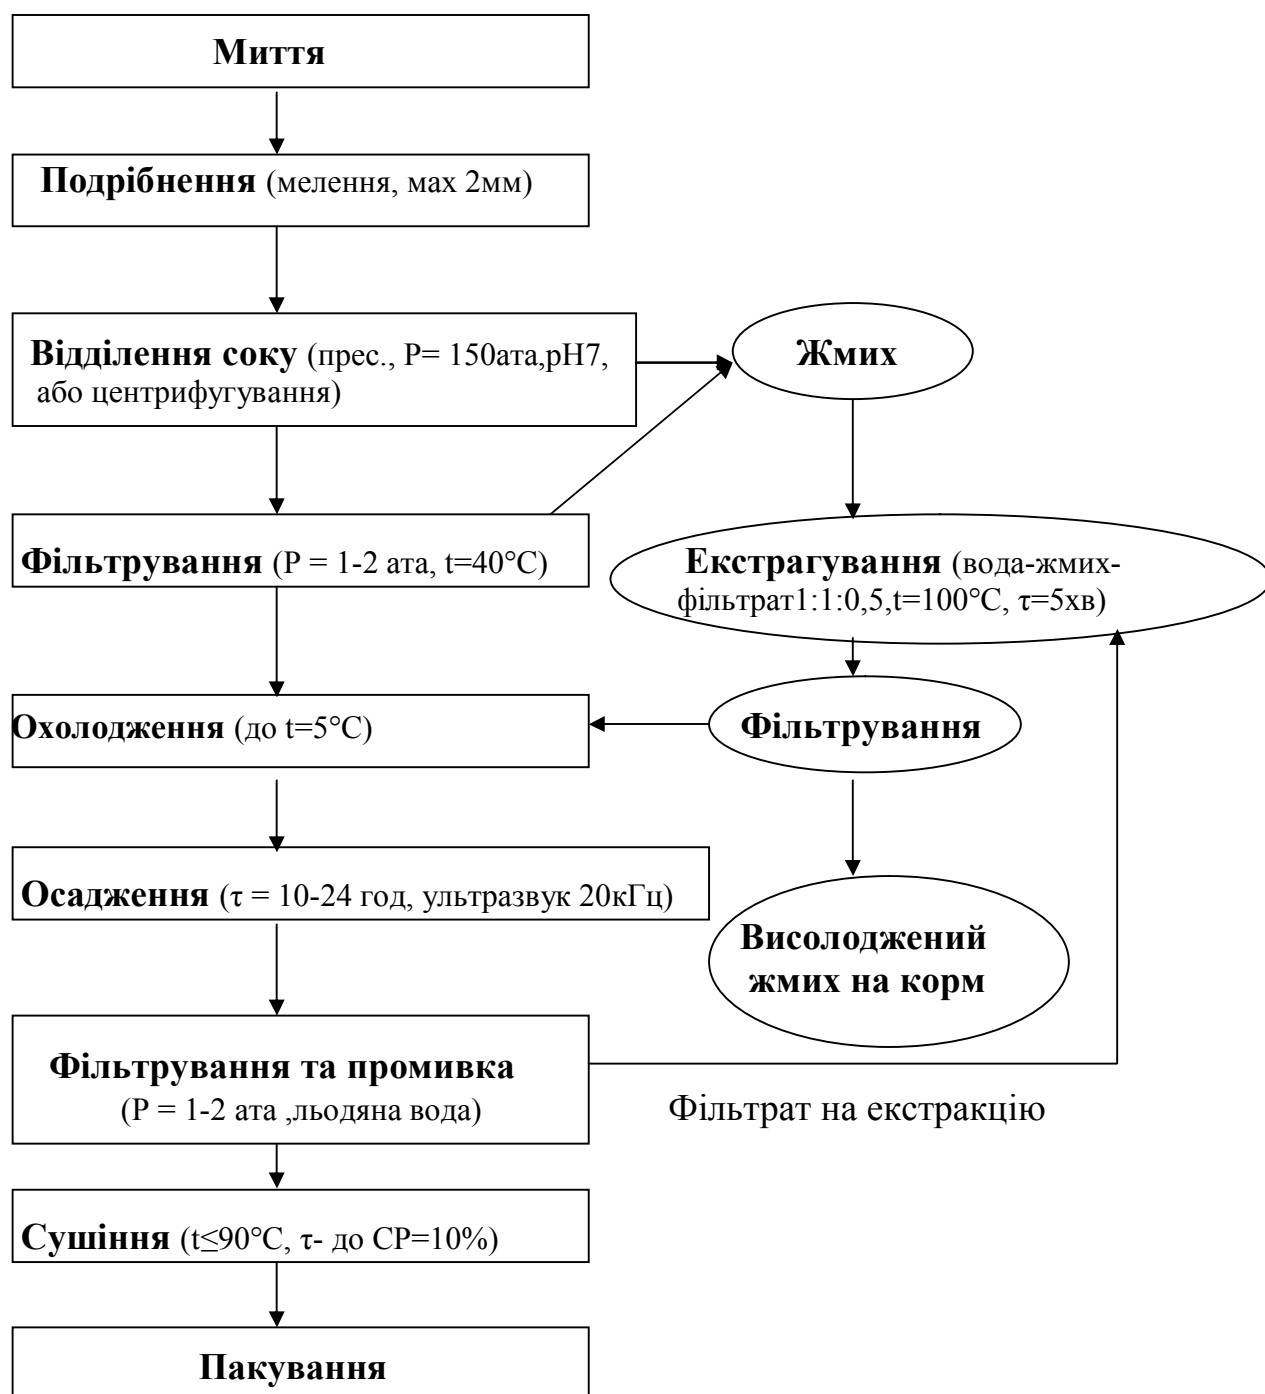 Миття
Подрібнення (мелення, мах 2мм)
Відділення соку (прес., Р= 150ата,рН7,
або центрифугування)
Жмих
Фільтрування (Р = 1-2 ата, t=40°С)
Екстрагування (вода-жмих-
фільтрат1:1:0,5,t=100°С, τ=5хв)
Охолодження (до t=5°С)
Фільтрування
Осадження (τ = 10-24 год, ультразвук 20кГц)
Висолоджений
жмих на корм
Фільтрування та промивка
(Р = 1-2 ата ,льодяна вода)
Фільтрат на екстракцію
Сушіння (t≤90°С, τ- до СР=10%)
Пакування